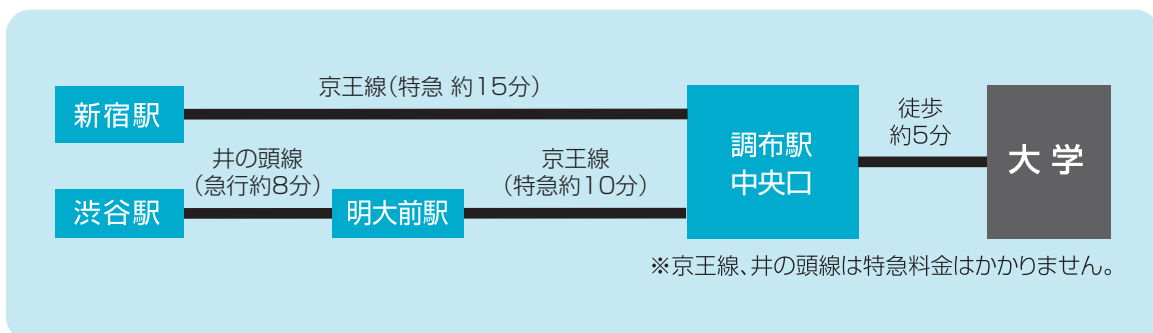 京王線（特急 約15分）
新宿駅
井の頭線
（急行約8分）
京王線
（特急約10分）
渋谷駅
明大前駅
調布駅
中央口
徒歩
約5分
大学
※京王線、井の頭線は特急料金はかかりません。